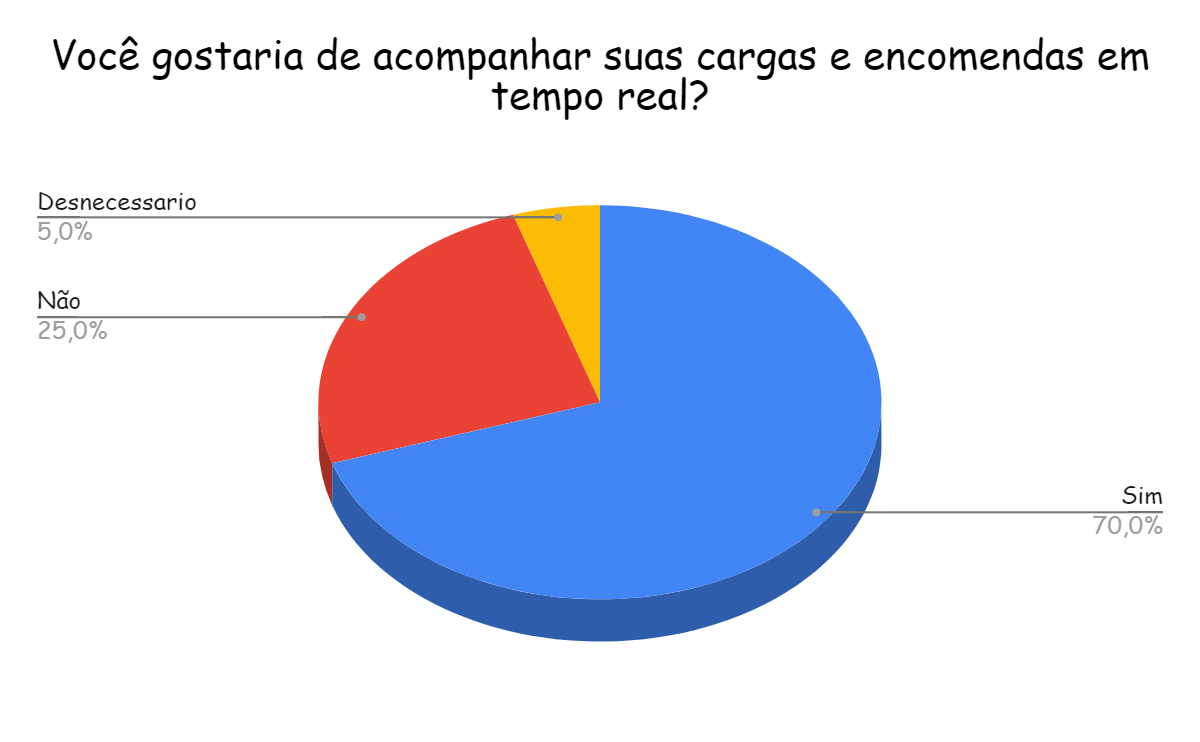 Você gostaria de acompanhar suas cargas e encomendas em
tempo real?
Desnecessario
5,0%
Não
25,0%
Sim
70,0%